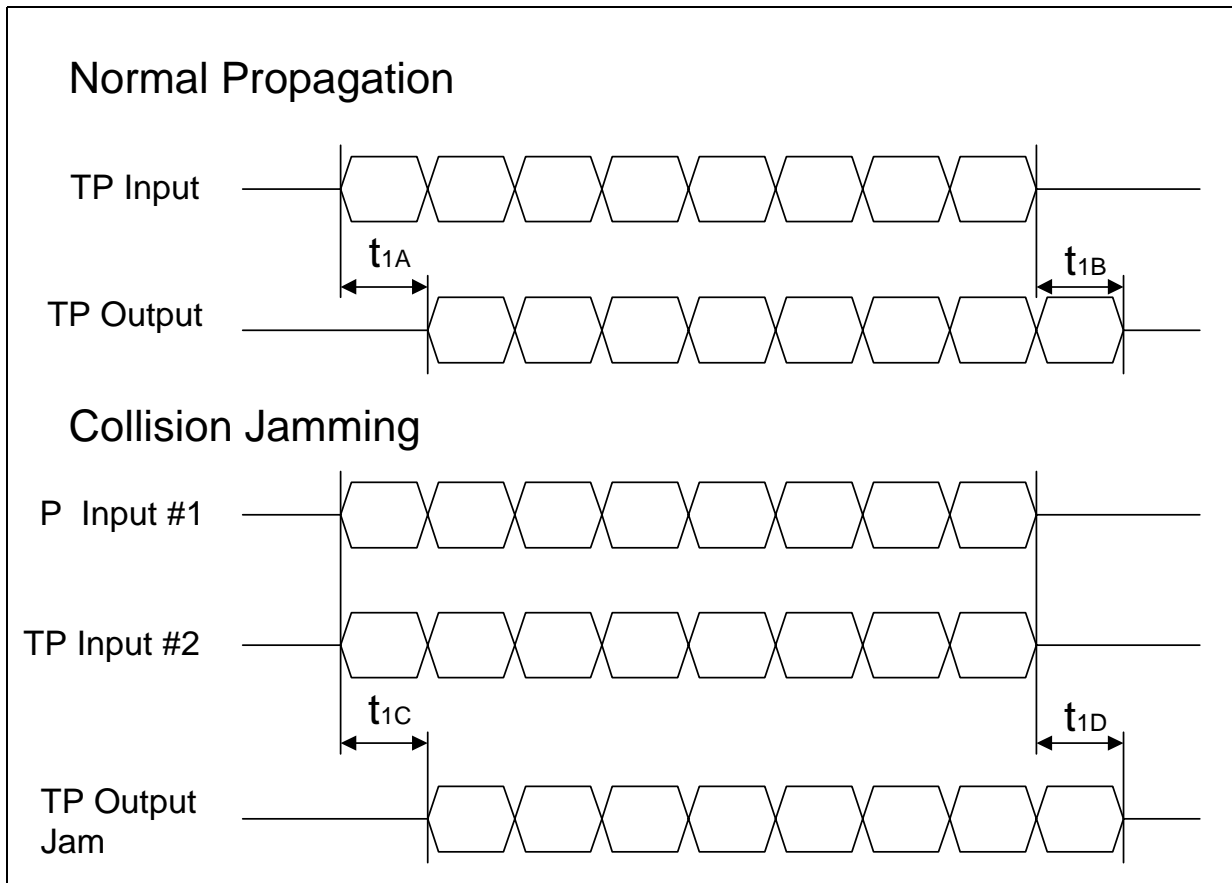 Normal Propagation
TP Input
t1A
t1B
TP Output
Collision Jamming
P Input #1
TP Input #2
t1C
t1D
TP Output
Jam